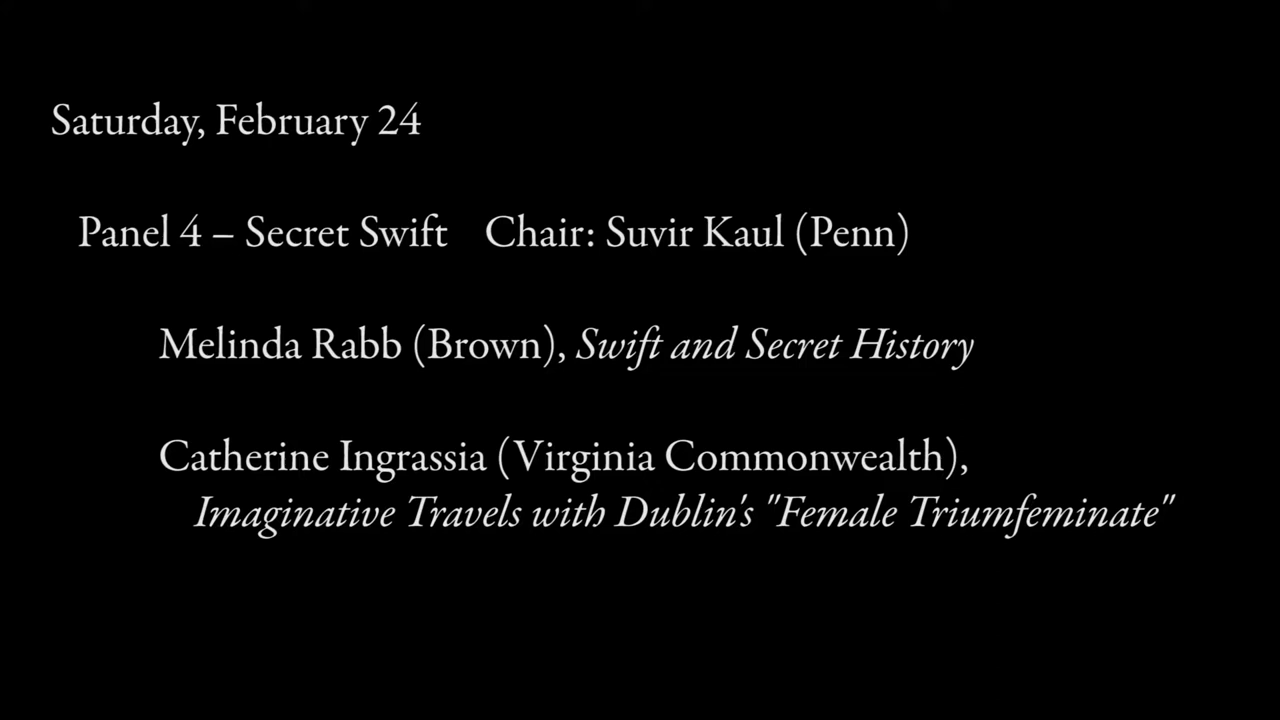 Saturday, February 24
Panel 4 – Secret Swift Chair: Suvir Kaul (Penn)
Melinda Rabb (Brown), Swift and Secret History
Catherine Ingrassia (Virginia Commonwealth),
Imaginative Travels with Dublin's "Female Triumfeminate"